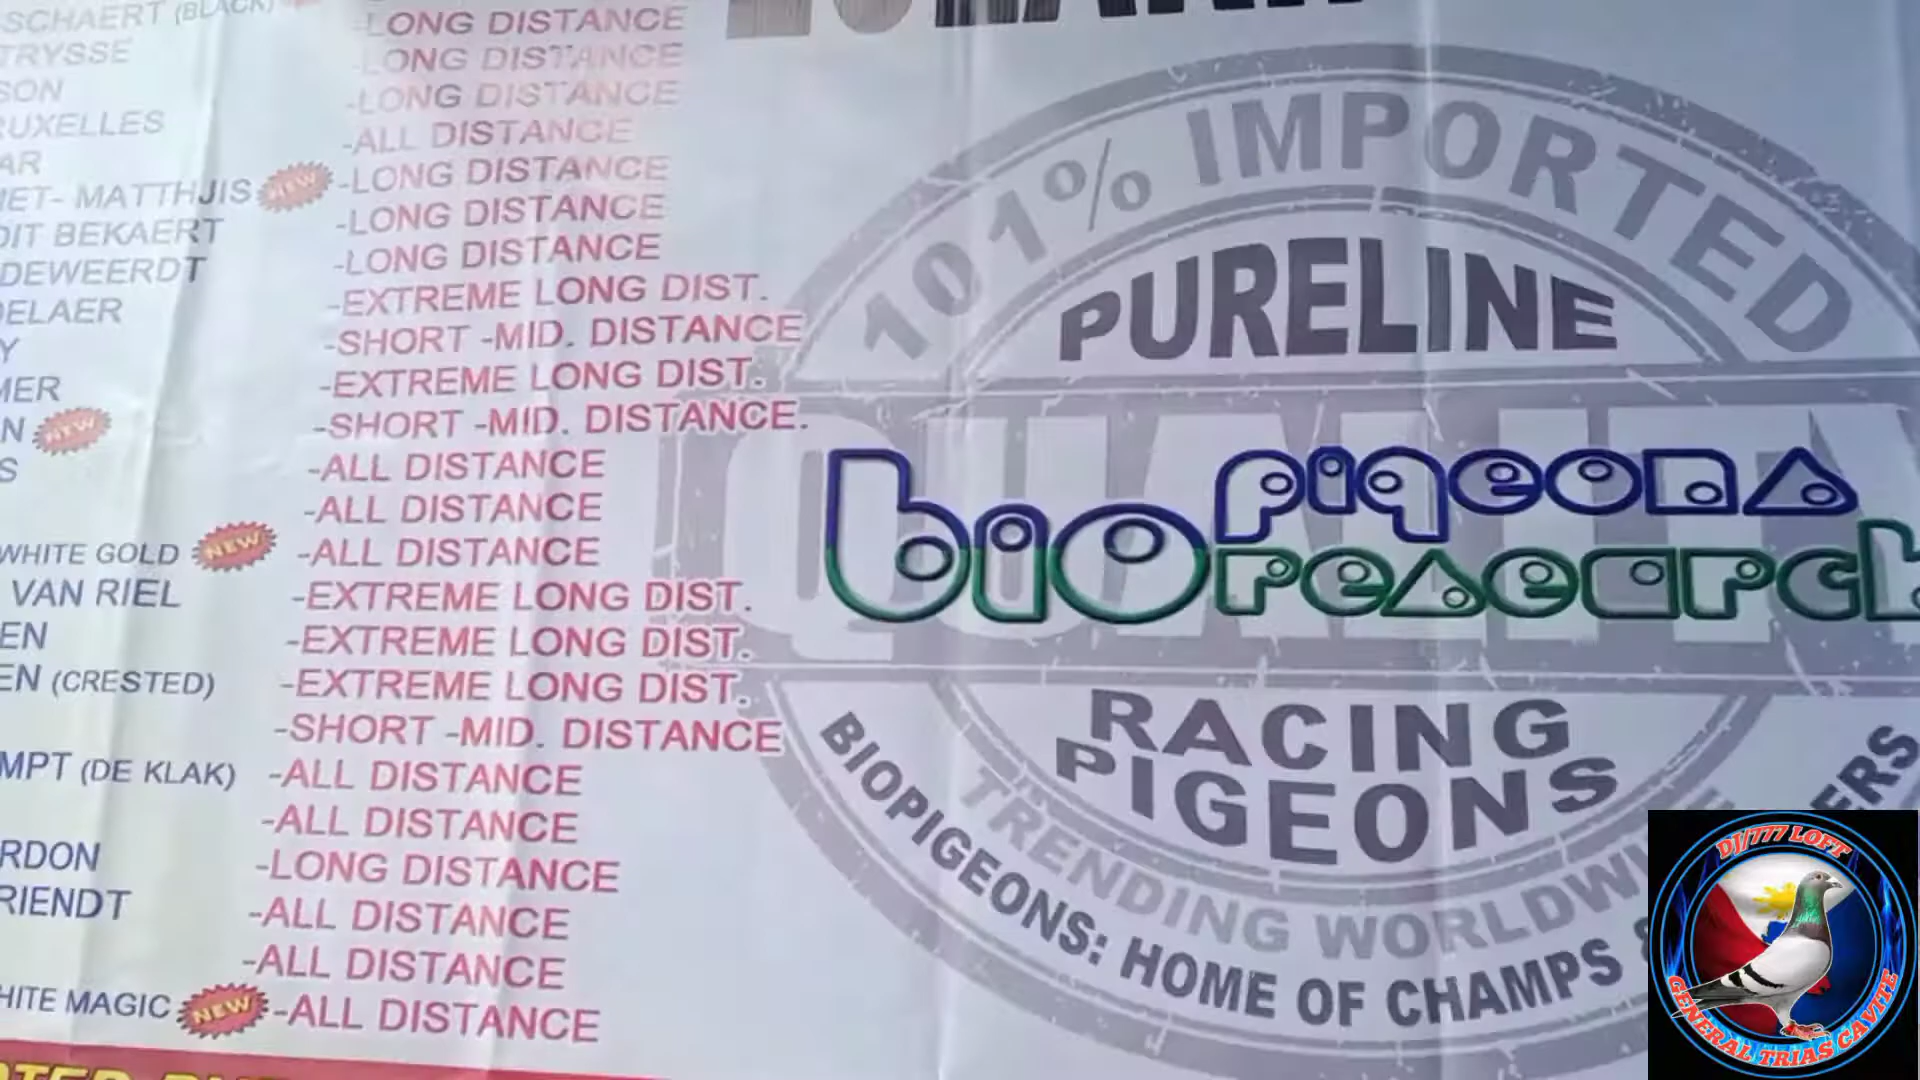 SCHAERT (BLACK) -LONG DISTANCE
TRYSSE -LONG DISTANCE
SON -LONG DISTANCE
RUXELLES -ALL DISTANCE
AR -LONG DISTANCE
IET- MATTHJIS NEW -LONG DISTANCE
DIT BEKAERT -LONG DISTANCE
DEWEERDT -EXTREME LONG DIST.
DELAER -SHORT -MID. DISTANCE
Y -EXTREME LONG DIST.
MER -SHORT -MID. DISTANCE.
N NEW -ALL DISTANCE
S -ALL DISTANCE
WHITE GOLD NEW -ALL DISTANCE
VAN RIEL -EXTREME LONG DIST.
EN -EXTREME LONG DIST.
EN (CRESTED) -EXTREME LONG DIST.
-SHORT -MID. DISTANCE
MPT (DE KLAK) -ALL DISTANCE
-ALL DISTANCE
RDON -LONG DISTANCE
RIENDT -ALL DISTANCE
-ALL DISTANCE
HITE MAGIC NEW -ALL DISTANCE
101% IMPORTED
PURELINE
QUALITY
bio pigeons
research
RACING
PIGEONS
TRENDING WORLDWI
BIOPIGEONS: HOME OF CHAMPS &
ERS
DJ/777 LOFT
GENERAL TRIAS CAVITE